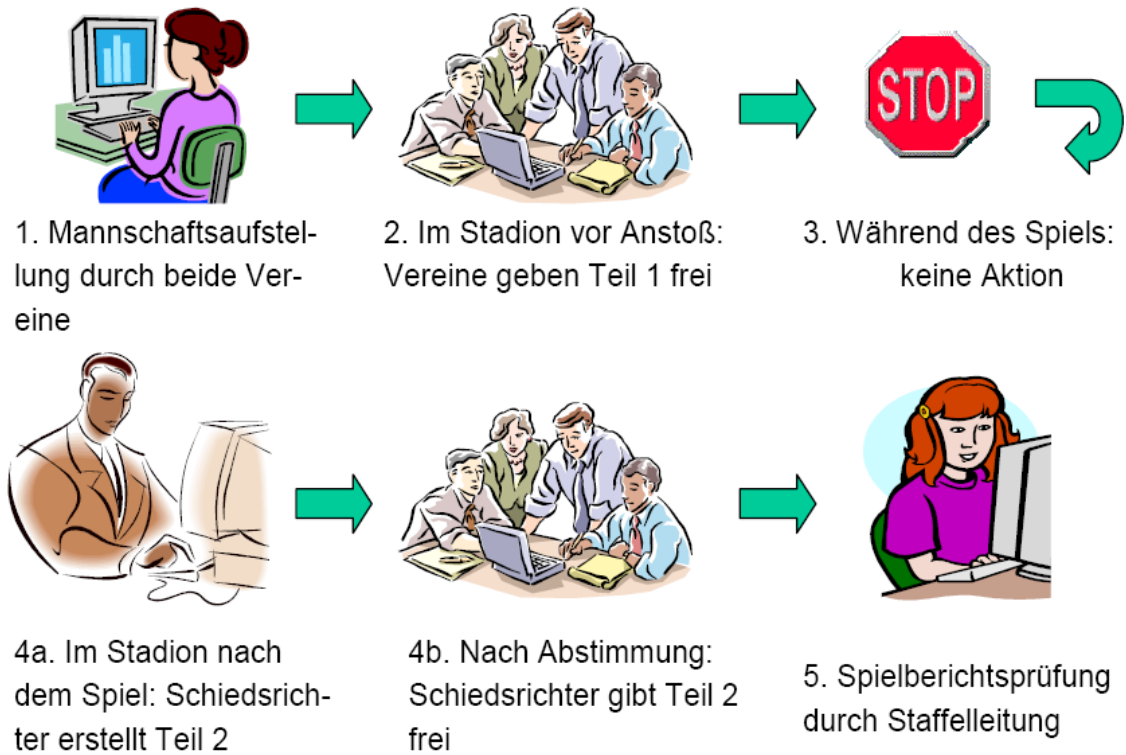 STOP
1. Mannschaftsaufstel-
lung durch beide Ver-
eine
2. Im Stadion vor Anstoß:
Vereine geben Teil 1 frei
3. Während des Spiels:
keine Aktion
4a. Im Stadion nach
dem Spiel: Schiedsrich-
ter erstellt Teil 2
4b. Nach Abstimmung:
Schiedsrichter gibt Teil 2
frei
5. Spielberichtsprüfung
durch Staffelleitung